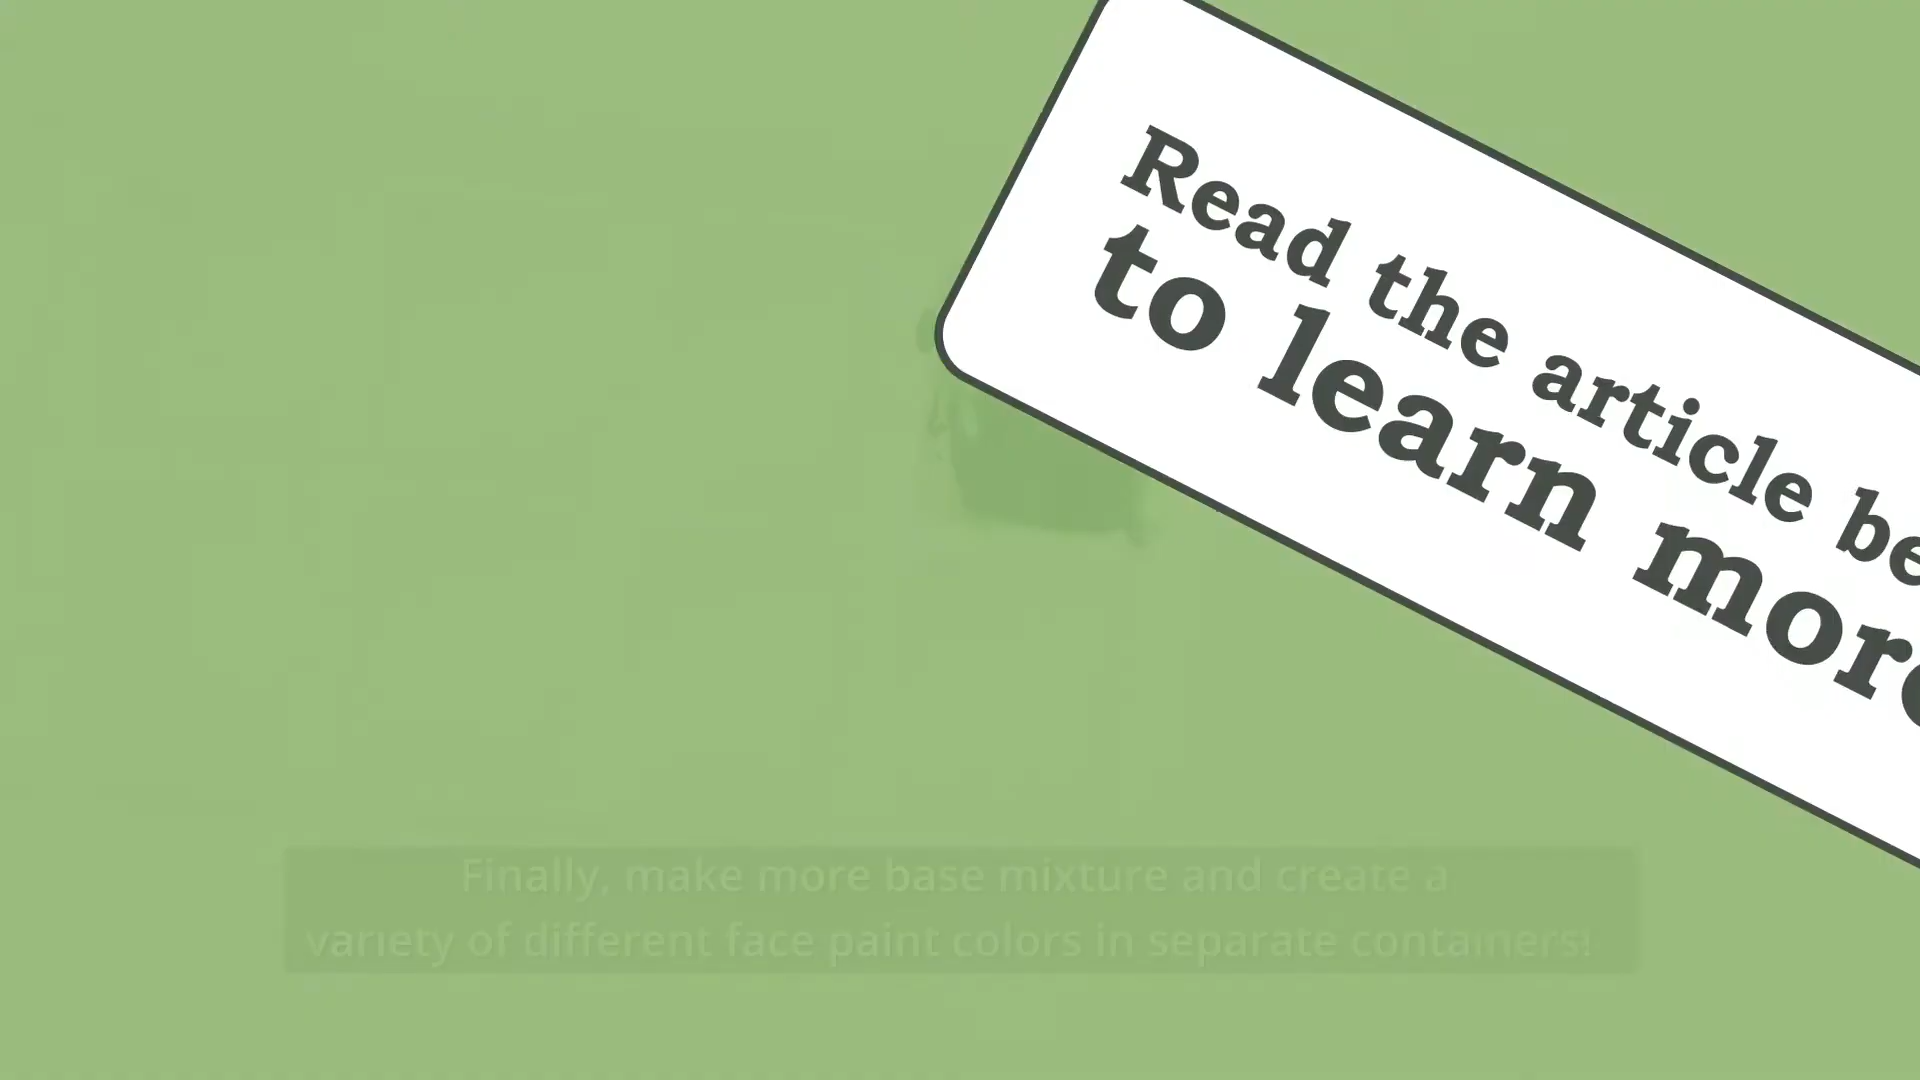 Read the article be
to learn more
Finally, make more base mixture and create a
variety of different face paint colors in separate containers!